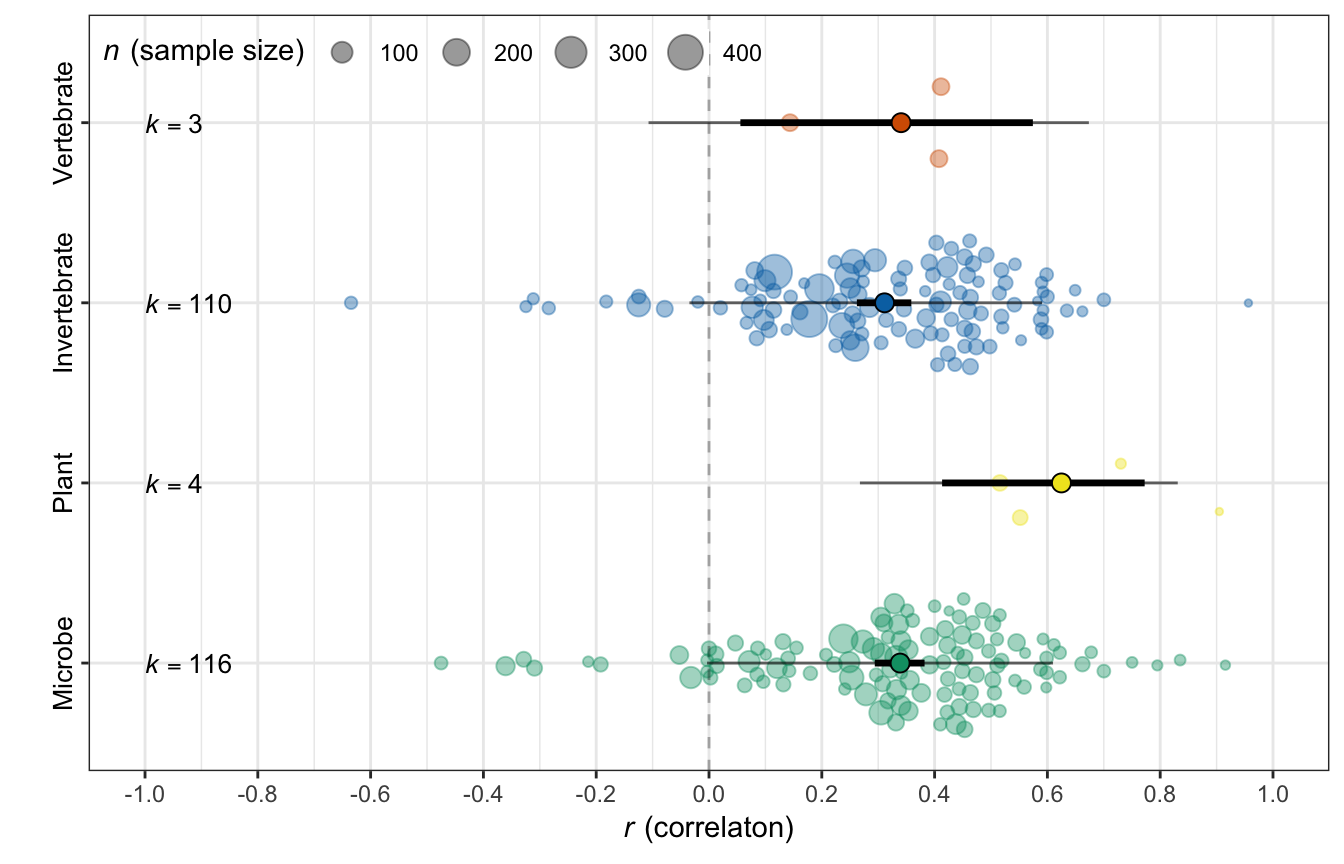 n (sample size) 100 200 300 400
Vertebrate
k = 3
Invertebrate
k = 110
Plant
k = 4
Microbe
k = 116
-1.0 -0.8 -0.6 -0.4 -0.2 0.0 0.2 0.4 0.6 0.8 1.0
r (correlaton)